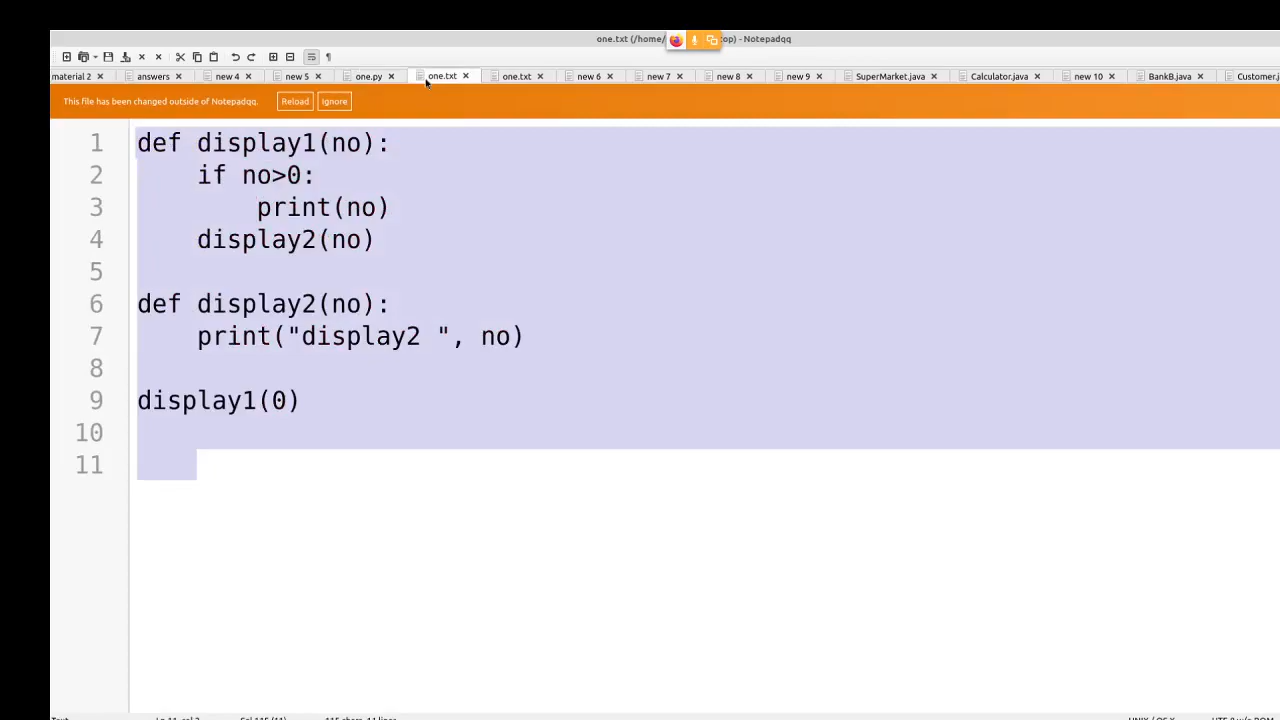 one.txt (/home/ top) - Notepadqq
material 2 answers new 4 new 5 one.py one.txt one.txt new 6 new 7 new 8 new 9 SuperMarket.java Calculator.java new 10 BankB.java Customer.j
This file has been changed outside of Notepadqq. Reload Ignore
1 def display1(no):
2 if no>0:
3 print(no)
4 display2(no)
5
6 def display2(no):
7 print("display2 ", no)
8
9 display1(0)
10
11